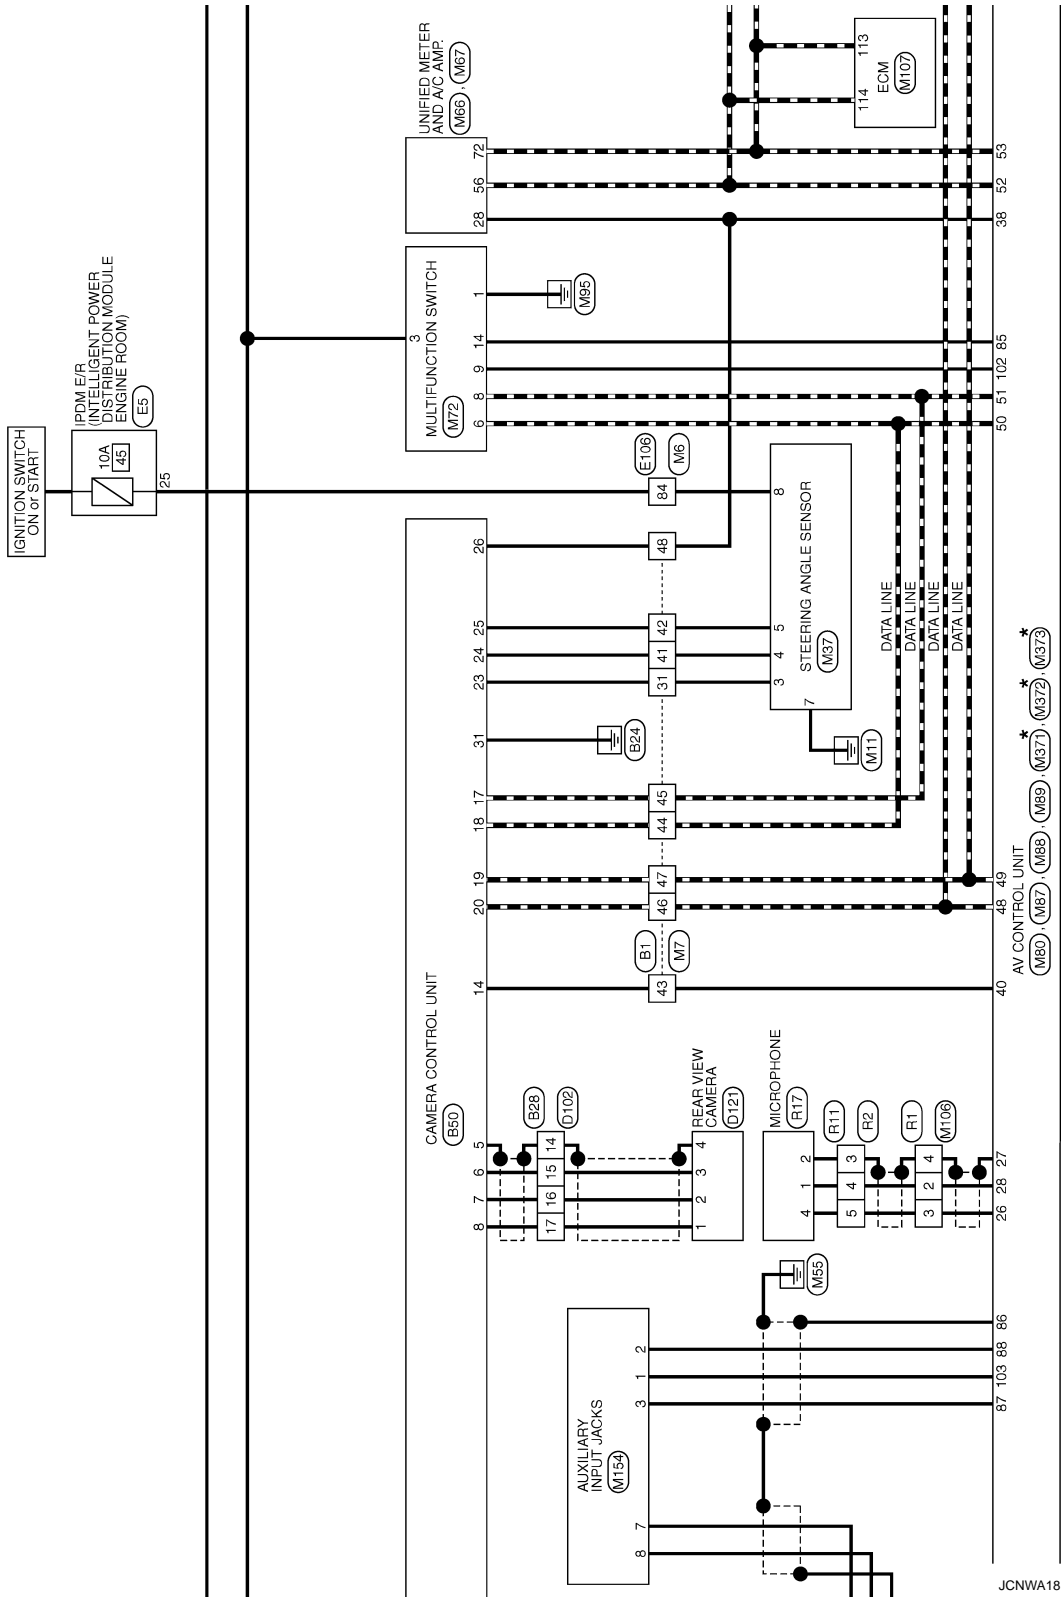 IGNITION SWITCH
ON or START
IPDM E/R
(INTELLIGENT POWER
DISTRIBUTION MODULE
ENGINE ROOM)
E5
10A
45
25
UNIFIED METER
AND A/C AMP.
M66 , M67
72
56
28
ECM
M107
113
114
MULTIFUNCTION SWITCH
M72
3
1
14
9
8
6
M95
E106
M6
84
STEERING ANGLE SENSOR
M37
8
5
4
3
7
M11
CAMERA CONTROL UNIT
B50
26
25
24
23
31
17
18
19
20
14
5
6
7
8
B24
48
42
41
31
45
44
47
46
43
B1
M7
DATA LINE
DATA LINE
DATA LINE
DATA LINE
B28
D102
14
15
16
17
REAR VIEW
CAMERA
D121
4
3
2
1
MICROPHONE
R17
2
1
4
R11
R2
3
4
5
R1
M106
4
2
3
M55
AUXILIARY
INPUT JACKS
M154
2
1
3
7
8
53
52
38
85
102
51
50
49
48
40
27
28
26
86
88
103
87
AV CONTROL UNIT
M80 , M87 , M88 , M89 , M371 * , M372 * , M373 *
JCNWA18